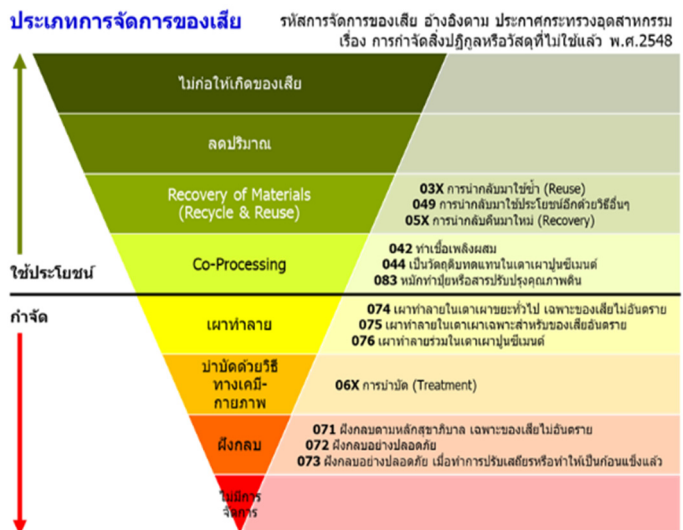 ประเภทการจัดการของเสีย
รหัสการจัดการของเสีย อ้างอิงตาม ประกาศกระทรวงอุตสาหกรรม
เรื่อง การกำจัดสิ่งปฏิกูลหรือวัสดุที่ไม่ใช้แล้ว พ.ศ.2548
ไม่ก่อให้เกิดของเสีย
ลดปริมาณ
Recovery of Materials
(Recycle & Reuse)
03X การนำกลับมาใช้ซ้ำ (Reuse)
049 การนำกลับมาใช้ประโยชน์อีกด้วยวิธีอื่นๆ
05X การนำกลับคืนมาใหม่ (Recovery)
Co-Processing
042 ทำเชื้อเพลิงผสม
044 เป็นวัตถุดิบทดแทนในเตาเผาปูนซีเมนต์
083 หมักทำปุ๋ยหรือสารปรับปรุงคุณภาพดิน
ใช้ประโยชน์
กำจัด
เผาทำลาย
074 เผาทำลายในเตาเผาขยะทั่วไป เฉพาะของเสียไม่อันตราย
075 เผาทำลายในเตาเผาเฉพาะสำหรับของเสียอันตราย
076 เผาทำลายร่วมในเตาเผาปูนซีเมนต์
บำบัดด้วยวิธี
ทางเคมี-
กายภาพ
06X การบำบัด (Treatment)
ฝังกลบ
071 ฝังกลบตามหลักสุขาภิบาล เฉพาะของเสียไม่อันตราย
072 ฝังกลบอย่างปลอดภัย
073 ฝังกลบอย่างปลอดภัย เมื่อทำการปรับเสถียรหรือทำให้เป็นก้อนแข็งแล้ว
ไม่มีการ
จัดการ